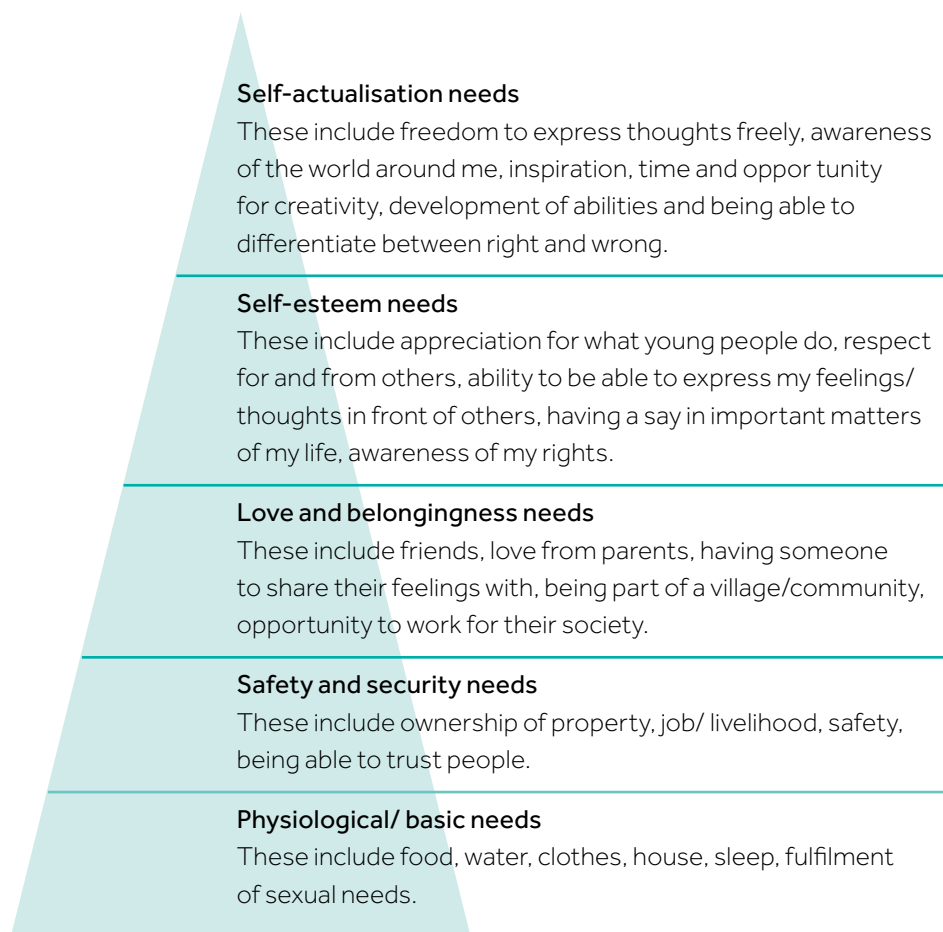 Self-actualisation needs
These include freedom to express thoughts freely, awareness
of the world around me, inspiration, time and oppor tunity
for creativity, development of abilities and being able to
differentiate between right and wrong.
Self-esteem needs
These include appreciation for what young people do, respect
for and from others, ability to be able to express my feelings/
thoughts in front of others, having a say in important matters
of my life, awareness of my rights.
Love and belongingness needs
These include friends, love from parents, having someone
to share their feelings with, being part of a village/community,
opportunity to work for their society.
Safety and security needs
These include ownership of property, job/ livelihood, safety,
being able to trust people.
Physiological/ basic needs
These include food, water, clothes, house, sleep, fulfilment
of sexual needs.